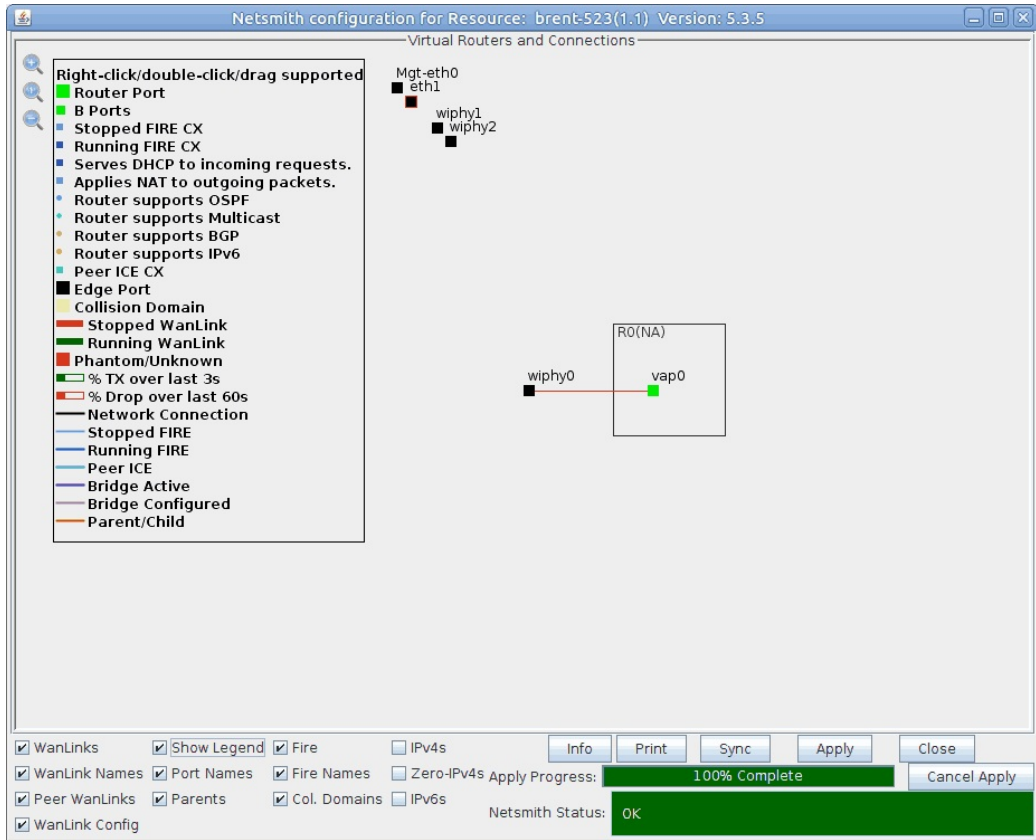 Netsmith configuration for Resource: brent-523(1.1) Version: 5.3.5
Virtual Routers and Connections
Right-click/double-click/drag supported
Router Port
B Ports
Stopped FIRE CX
Running FIRE CX
Serves DHCP to incoming requests.
Applies NAT to outgoing packets.
Router supports OSPF
Router supports Multicast
Router supports BGP
Router supports IPv6
Peer ICE CX
Edge Port
Collision Domain
Stopped WanLink
Running WanLink
Phantom/Unknown
% TX over last 3s
% Drop over last 60s
Network Connection
Stopped FIRE
Running FIRE
Peer ICE
Bridge Active
Bridge Configured
Parent/Child
Mgt-eth0
eth1
wiphy1
wiphy2
R0(NA)
wiphy0 vap0
WanLinks Show Legend Fire IPv4s Info Print Sync Apply Close
WanLink Names Port Names Fire Names Zero-IPv4s Apply Progress: 100% Complete Cancel Apply
Peer WanLinks Parents Col. Domains IPv6s
Netsmith Status: OK
WanLink Config